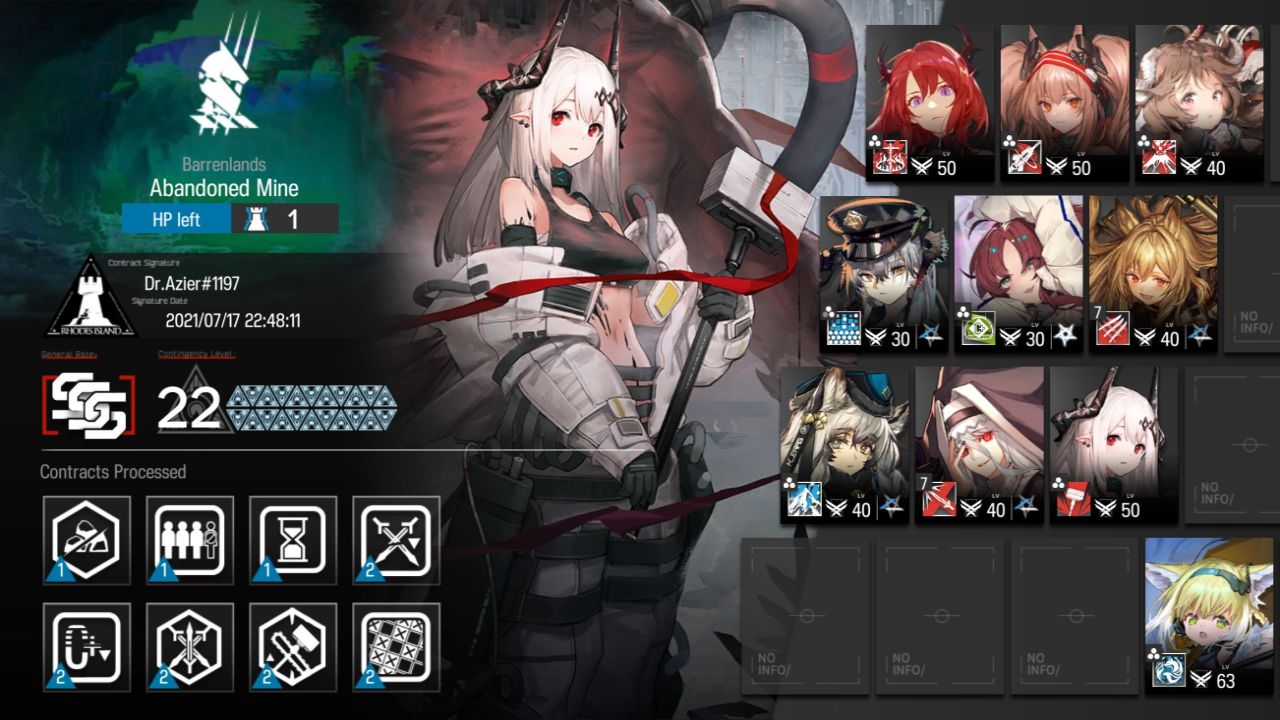 Barrenlands
Abandoned Mine
HP left 1
Contract Signature
Dr.Azier#1197
Signature Date
2021/07/17 22:48:11
RHODES ISLAND
General Rate:
Contingency Level :
22
Contracts Processed
1
1
1
2
2
2
2
2
LV 50
LV 50
LV 40
LV 30
LV 30
7 LV 40
NO
INFO/
LV 40
7 LV 40
LV 50
NO
INFO/
NO
INFO/
NO
INFO/
NO
INFO/
LV 63